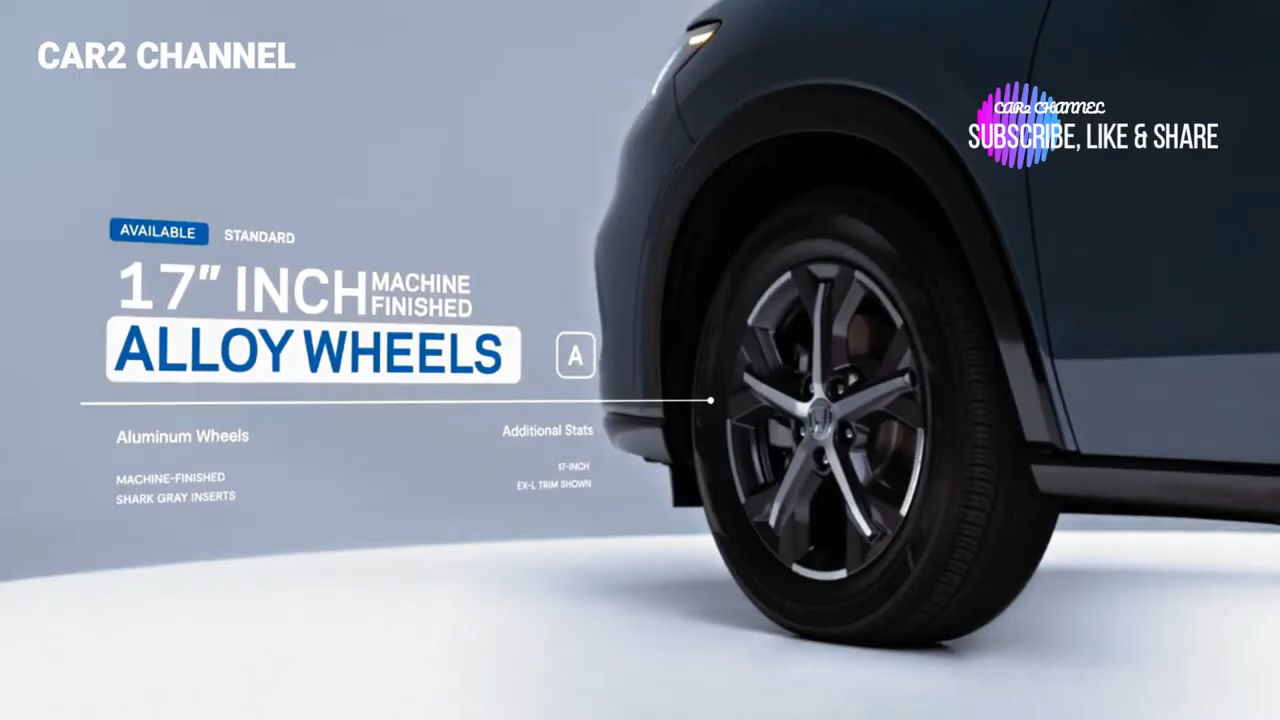 CAR2 CHANNEL
CAR2 CHANNEL
SUBSCRIBE, LIKE & SHARE
AVAILABLE STANDARD
17" INCH MACHINE FINISHED
ALLOY WHEELS A
Aluminum Wheels
MACHINE-FINISHED
SHARK GRAY INSERTS
Additional Stats
17-INCH
EX-L TRIM SHOWN